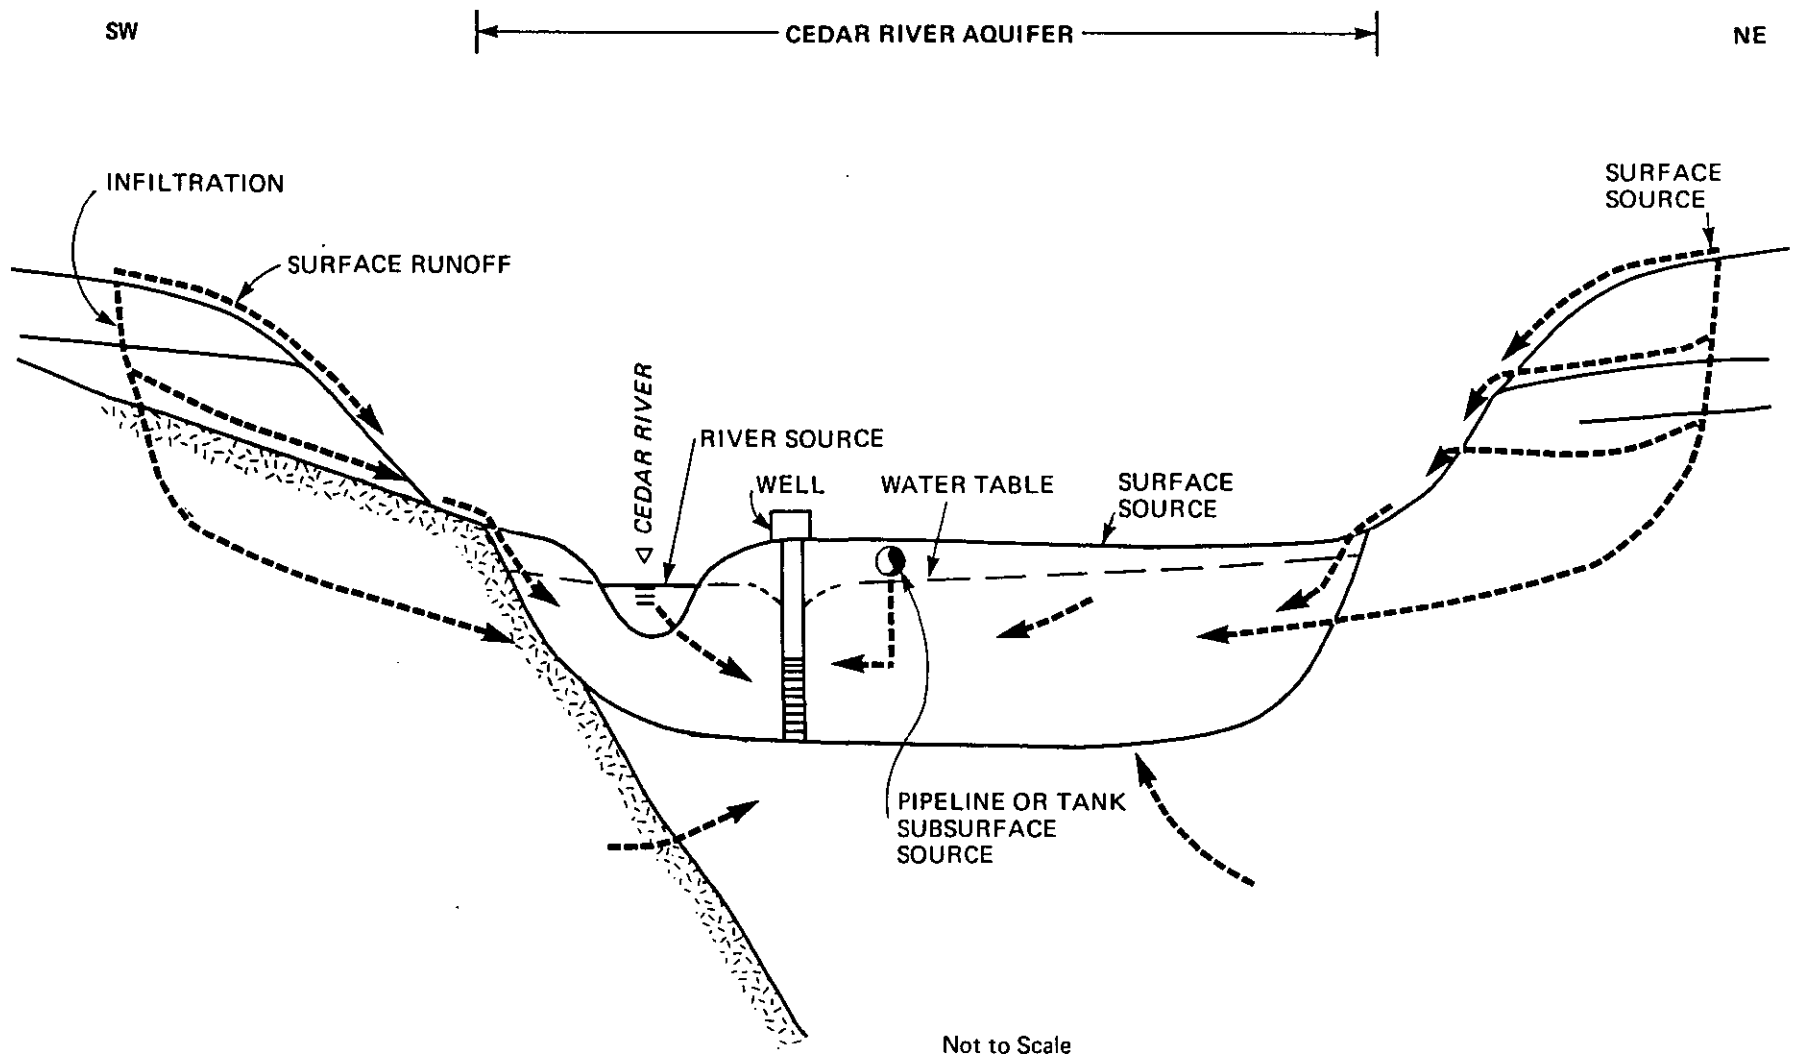 SW
CEDAR RIVER AQUIFER
NE
INFILTRATION
SURFACE RUNOFF
SURFACE
SOURCE
CEDAR RIVER
RIVER SOURCE
WELL
WATER TABLE
SURFACE
SOURCE
PIPELINE OR TANK
SUBSURFACE
SOURCE
Not to Scale